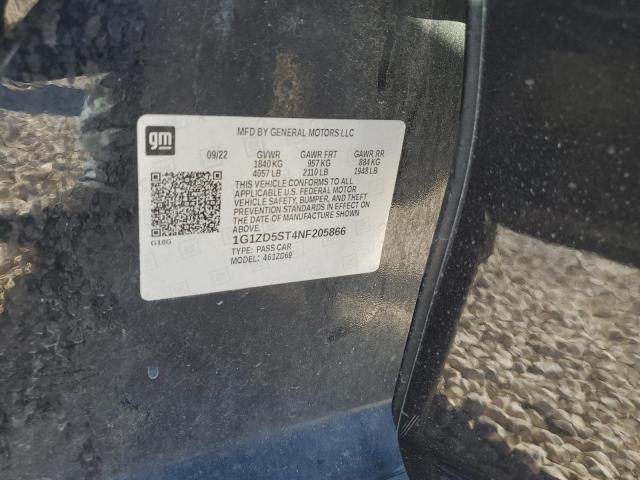 gm
MFD BY GENERAL MOTORS LLC
09/22 GVWR GAWR FRT GAWR RR
1840 KG 957 KG 884 KG
4057 LB 2110 LB 1948 LB
THIS VEHICLE CONFORMS TO ALL
APPLICABLE U.S. FEDERAL MOTOR
VEHICLE SAFETY, BUMPER, AND THEFT
PREVENTION STANDARDS IN EFFECT ON
THE DATE OF MANUFACTURE SHOWN
ABOVE.
G10G
1G1ZD5ST4NF205866
TYPE: PASS CAR
MODEL: 461ZD69